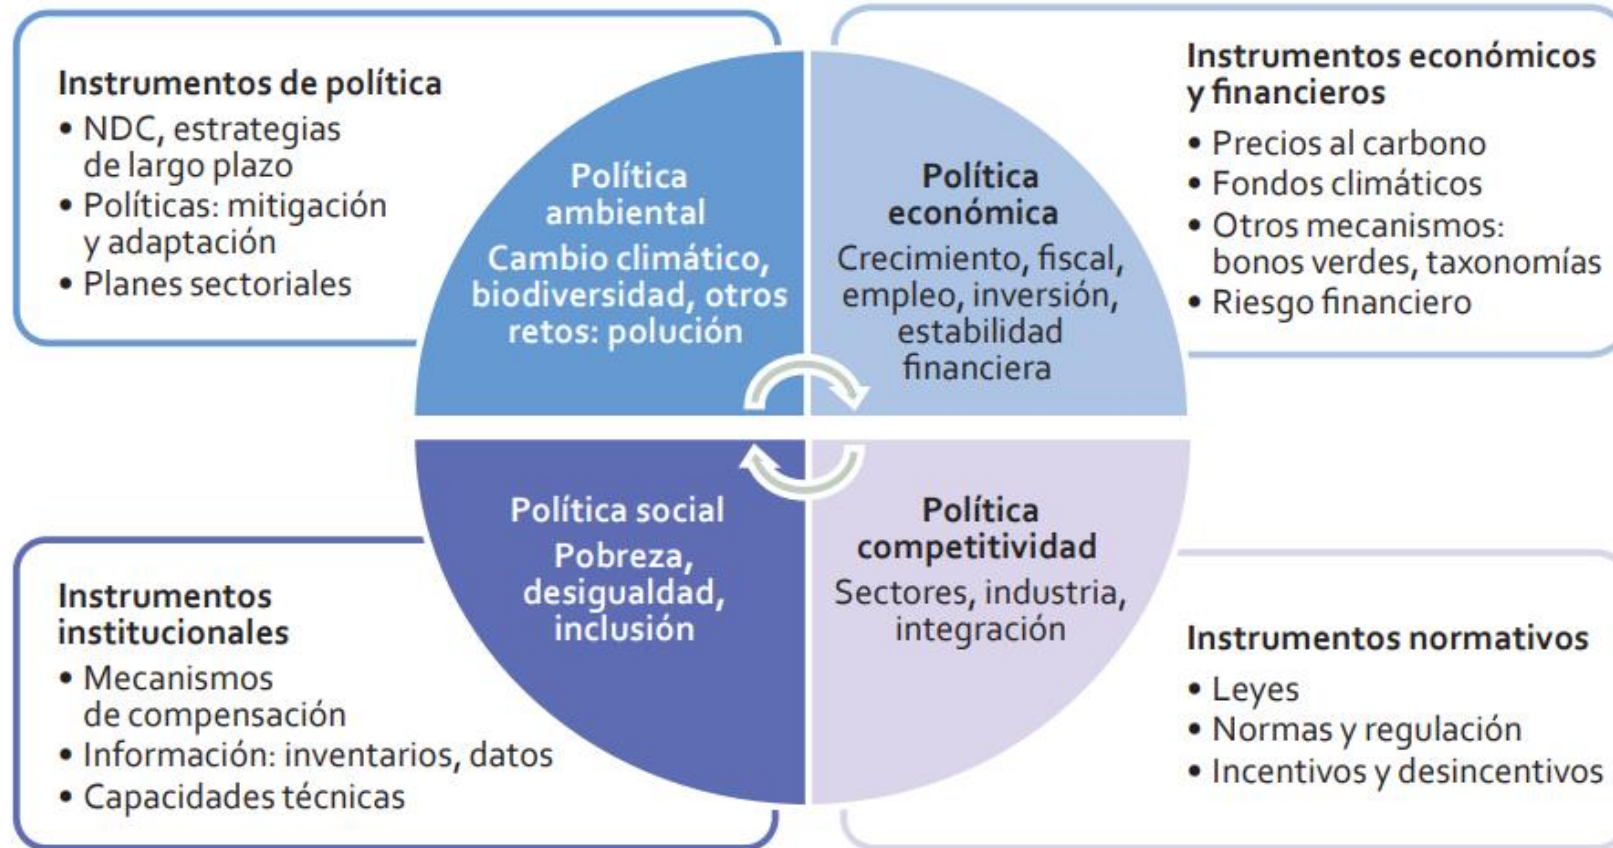 Instrumentos de política
• NDC, estrategias
de largo plazo
• Políticas: mitigación
y adaptación
• Planes sectoriales
Política
ambiental
Cambio climático,
biodiversidad, otros
retos: polución
Política
económica
Crecimiento, fiscal,
empleo, inversión,
estabilidad
financiera
Instrumentos económicos
y financieros
• Precios al carbono
• Fondos climáticos
• Otros mecanismos:
bonos verdes, taxonomías
• Riesgo financiero
Instrumentos
institucionales
• Mecanismos
de compensación
• Información: inventarios, datos
• Capacidades técnicas
Política social
Pobreza,
desigualdad,
inclusión
Política
competitividad
Sectores, industria,
integración
Instrumentos normativos
• Leyes
• Normas y regulación
• Incentivos y desincentivos